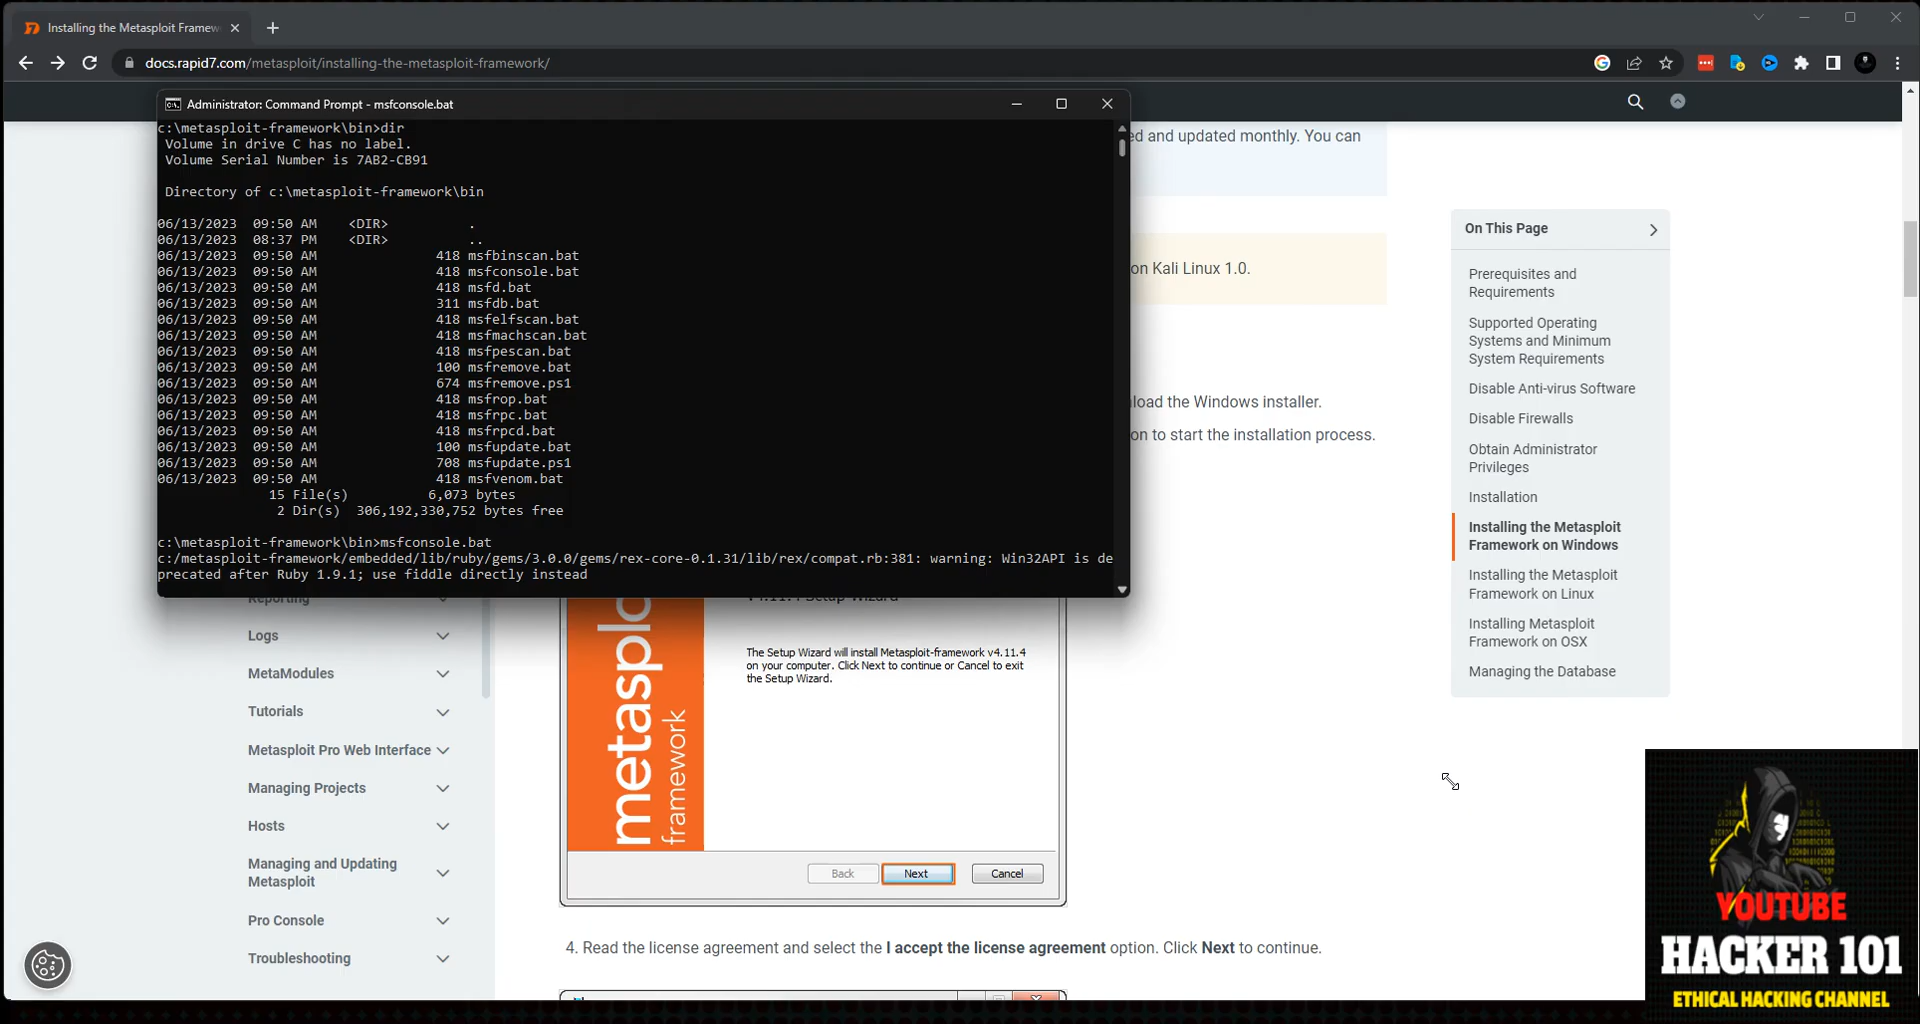 Installing the Metasploit Framew
docs.rapid7.com/metasploit/installing-the-metasploit-framework/
Administrator: Command Prompt - msfconsole.bat
c:\metasploit-framework\bin>dir
Volume in drive C has no label.
Volume Serial Number is 7AB2-CB91
Directory of c:\metasploit-framework\bin
06/13/2023  09:50 AM    <DIR>          .
06/13/2023  08:37 PM    <DIR>          ..
06/13/2023  09:50 AM               418 msfbinscan.bat
06/13/2023  09:50 AM               418 msfconsole.bat
06/13/2023  09:50 AM               418 msfd.bat
06/13/2023  09:50 AM               311 msfdb.bat
06/13/2023  09:50 AM               418 msfelfscan.bat
06/13/2023  09:50 AM               418 msfmachscan.bat
06/13/2023  09:50 AM               418 msfpescan.bat
06/13/2023  09:50 AM               100 msfremove.bat
06/13/2023  09:50 AM               674 msfremove.ps1
06/13/2023  09:50 AM               418 msfrop.bat
06/13/2023  09:50 AM               418 msfrpc.bat
06/13/2023  09:50 AM               418 msfrpcd.bat
06/13/2023  09:50 AM               100 msfupdate.bat
06/13/2023  09:50 AM               708 msfupdate.ps1
06/13/2023  09:50 AM               418 msfvenom.bat
15 File(s)          6,073 bytes
2 Dir(s)  306,192,330,752 bytes free
c:\metasploit-framework\bin>msfconsole.bat
c:/metasploit-framework/embedded/lib/ruby/gems/3.0.0/gems/rex-core-0.1.31/lib/rex/compat.rb:381: warning: Win32API is de
precated after Ruby 1.9.1; use fiddle directly instead
ed and updated monthly. You can
on Kali Linux 1.0.
load the Windows installer.
on to start the installation process.
On This Page
Prerequisites and
Requirements
Supported Operating
Systems and Minimum
System Requirements
Disable Anti-virus Software
Disable Firewalls
Obtain Administrator
Privileges
Installation
Installing the Metasploit
Framework on Windows
Installing the Metasploit
Framework on Linux
Installing Metasploit
Framework on OSX
Managing the Database
Reporting
Logs
MetaModules
Tutorials
Metasploit Pro Web Interface
Managing Projects
Hosts
Managing and Updating
Metasploit
Pro Console
Troubleshooting
Setup Wizard
The Setup Wizard will install Metasploit-framework v4.11.4
on your computer. Click Next to continue or Cancel to exit
the Setup Wizard.
metasplo
framework
Back
Next
Cancel
4. Read the license agreement and select the I accept the license agreement option. Click Next to continue.
YOUTUBE
HACKER 101
ETHICAL HACKING CHANNEL